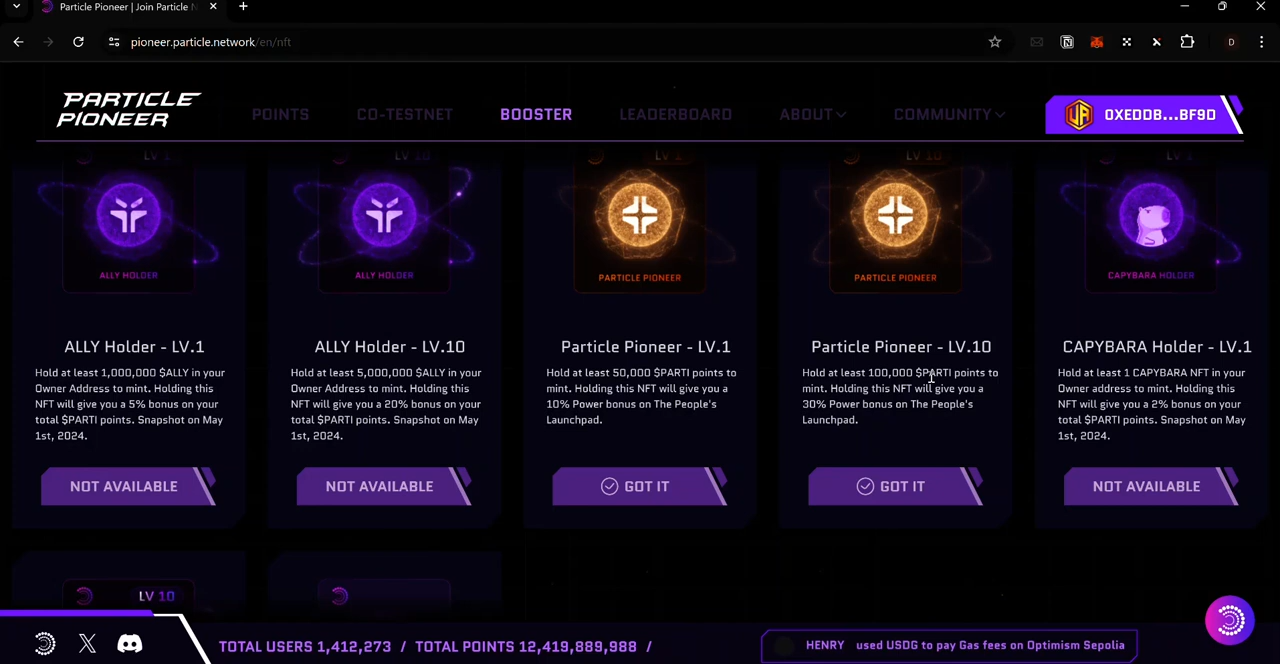 Particle Pioneer | Join Particle N
pioneer.particle.network/en/nft
D
PARTICLE
PIONEER
POINTS
CO-TESTNET
BOOSTER
LEADERBOARD
ABOUT
COMMUNITY
UA
0XEDDB...BF9D
LV 1
LV 10
LV 1
LV 10
LV 1
ALLY HOLDER
ALLY HOLDER
PARTICLE PIONEER
PARTICLE PIONEER
CAPYBARA HOLDER
ALLY Holder - LV.1
Hold at least 1,000,000 $ALLY in your
Owner Address to mint. Holding this
NFT will give you a 5% bonus on your
total $PARTI points. Snapshot on May
1st, 2024.
NOT AVAILABLE
ALLY Holder - LV.10
Hold at least 5,000,000 $ALLY in your
Owner Address to mint. Holding this
NFT will give you a 20% bonus on your
total $PARTI points. Snapshot on May
1st, 2024.
NOT AVAILABLE
Particle Pioneer - LV.1
Hold at least 50,000 $PARTI points to
mint. Holding this NFT will give you a
10% Power bonus on The People's
Launchpad.
GOT IT
Particle Pioneer - LV.10
Hold at least 100,000 $PARTI points to
mint. Holding this NFT will give you a
30% Power bonus on The People's
Launchpad.
GOT IT
CAPYBARA Holder - LV.1
Hold at least 1 CAPYBARA NFT in your
Owner address to mint. Holding this
NFT will give you a 2% bonus on your
total $PARTI points. Snapshot on May
1st, 2024.
NOT AVAILABLE
LV 10
TOTAL USERS 1,412,273 / TOTAL POINTS 12,419,889,988 /
HENRY used USDG to pay Gas fees on Optimism Sepolia